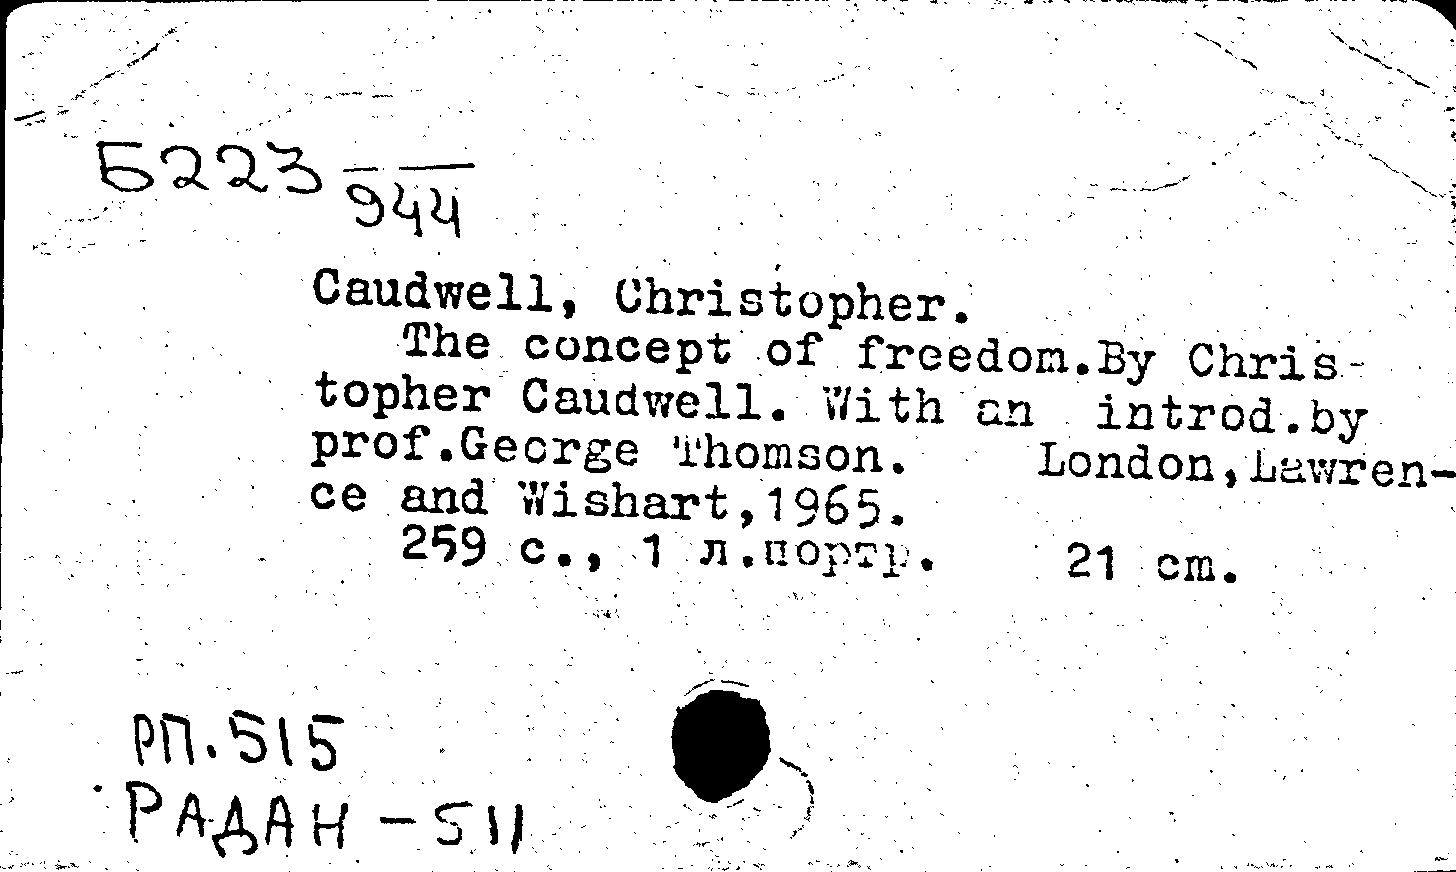 Б223
944
Caudwell, Christopher.
The concept of freedom.By Chris-
topher Caudwell. With an introd.by
prof.George Thomson. London,Lawren-
ce and Wishart,1965.
259 с., 1 л.портр. 21 cm.
РП.515
РАДАН-511